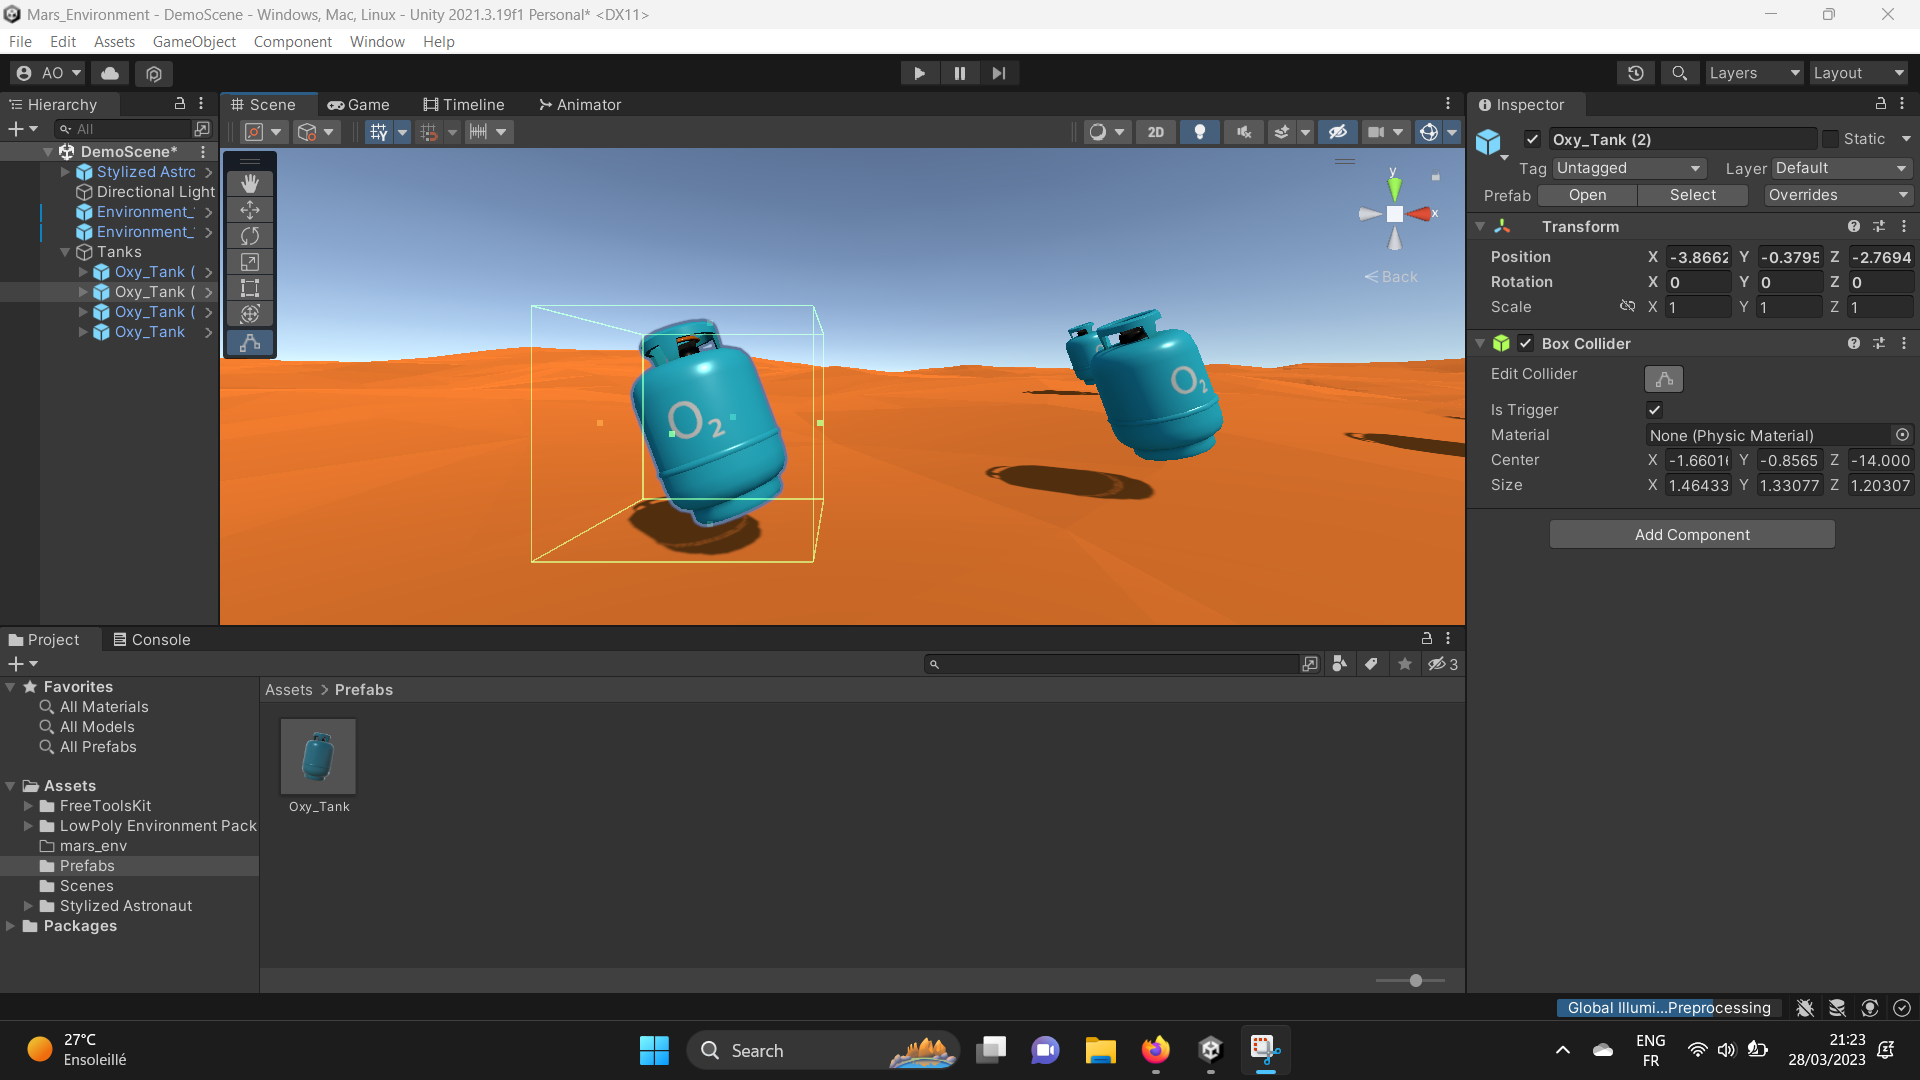 Mars_Environment - DemoScene - Windows, Mac, Linux - Unity 2021.3.19f1 Personal* <DX11>
File Edit Assets GameObject Component Window Help
AO Layers Layout
Hierarchy
All
DemoScene*
Stylized Astro
Directional Light
Environment_
Environment_
Tanks
Oxy_Tank (
Oxy_Tank (
Oxy_Tank (
Oxy_Tank
Scene Game Timeline Animator
2D
y
x
Back
O2
O2
Inspector
Oxy_Tank (2) Static
Tag Untagged Layer Default
Prefab Open Select Overrides
Transform
Position X -3.8662 Y -0.3795 Z -2.7694
Rotation X 0 Y 0 Z 0
Scale X 1 Y 1 Z 1
Box Collider
Edit Collider
Is Trigger
Material None (Physic Material)
Center X -1.6601 Y -0.8565 Z -14.000
Size X 1.46433 Y 1.33077 Z 1.20307
Add Component
Project Console
3
Favorites
All Materials
All Models
All Prefabs
Assets
FreeToolsKit
LowPoly Environment Pack
mars_env
Prefabs
Scenes
Stylized Astronaut
Packages
Assets > Prefabs
Oxy_Tank
Global Illumi...Preprocessing
27°C
Ensoleillé
Search
ENG
FR
21:23
28/03/2023